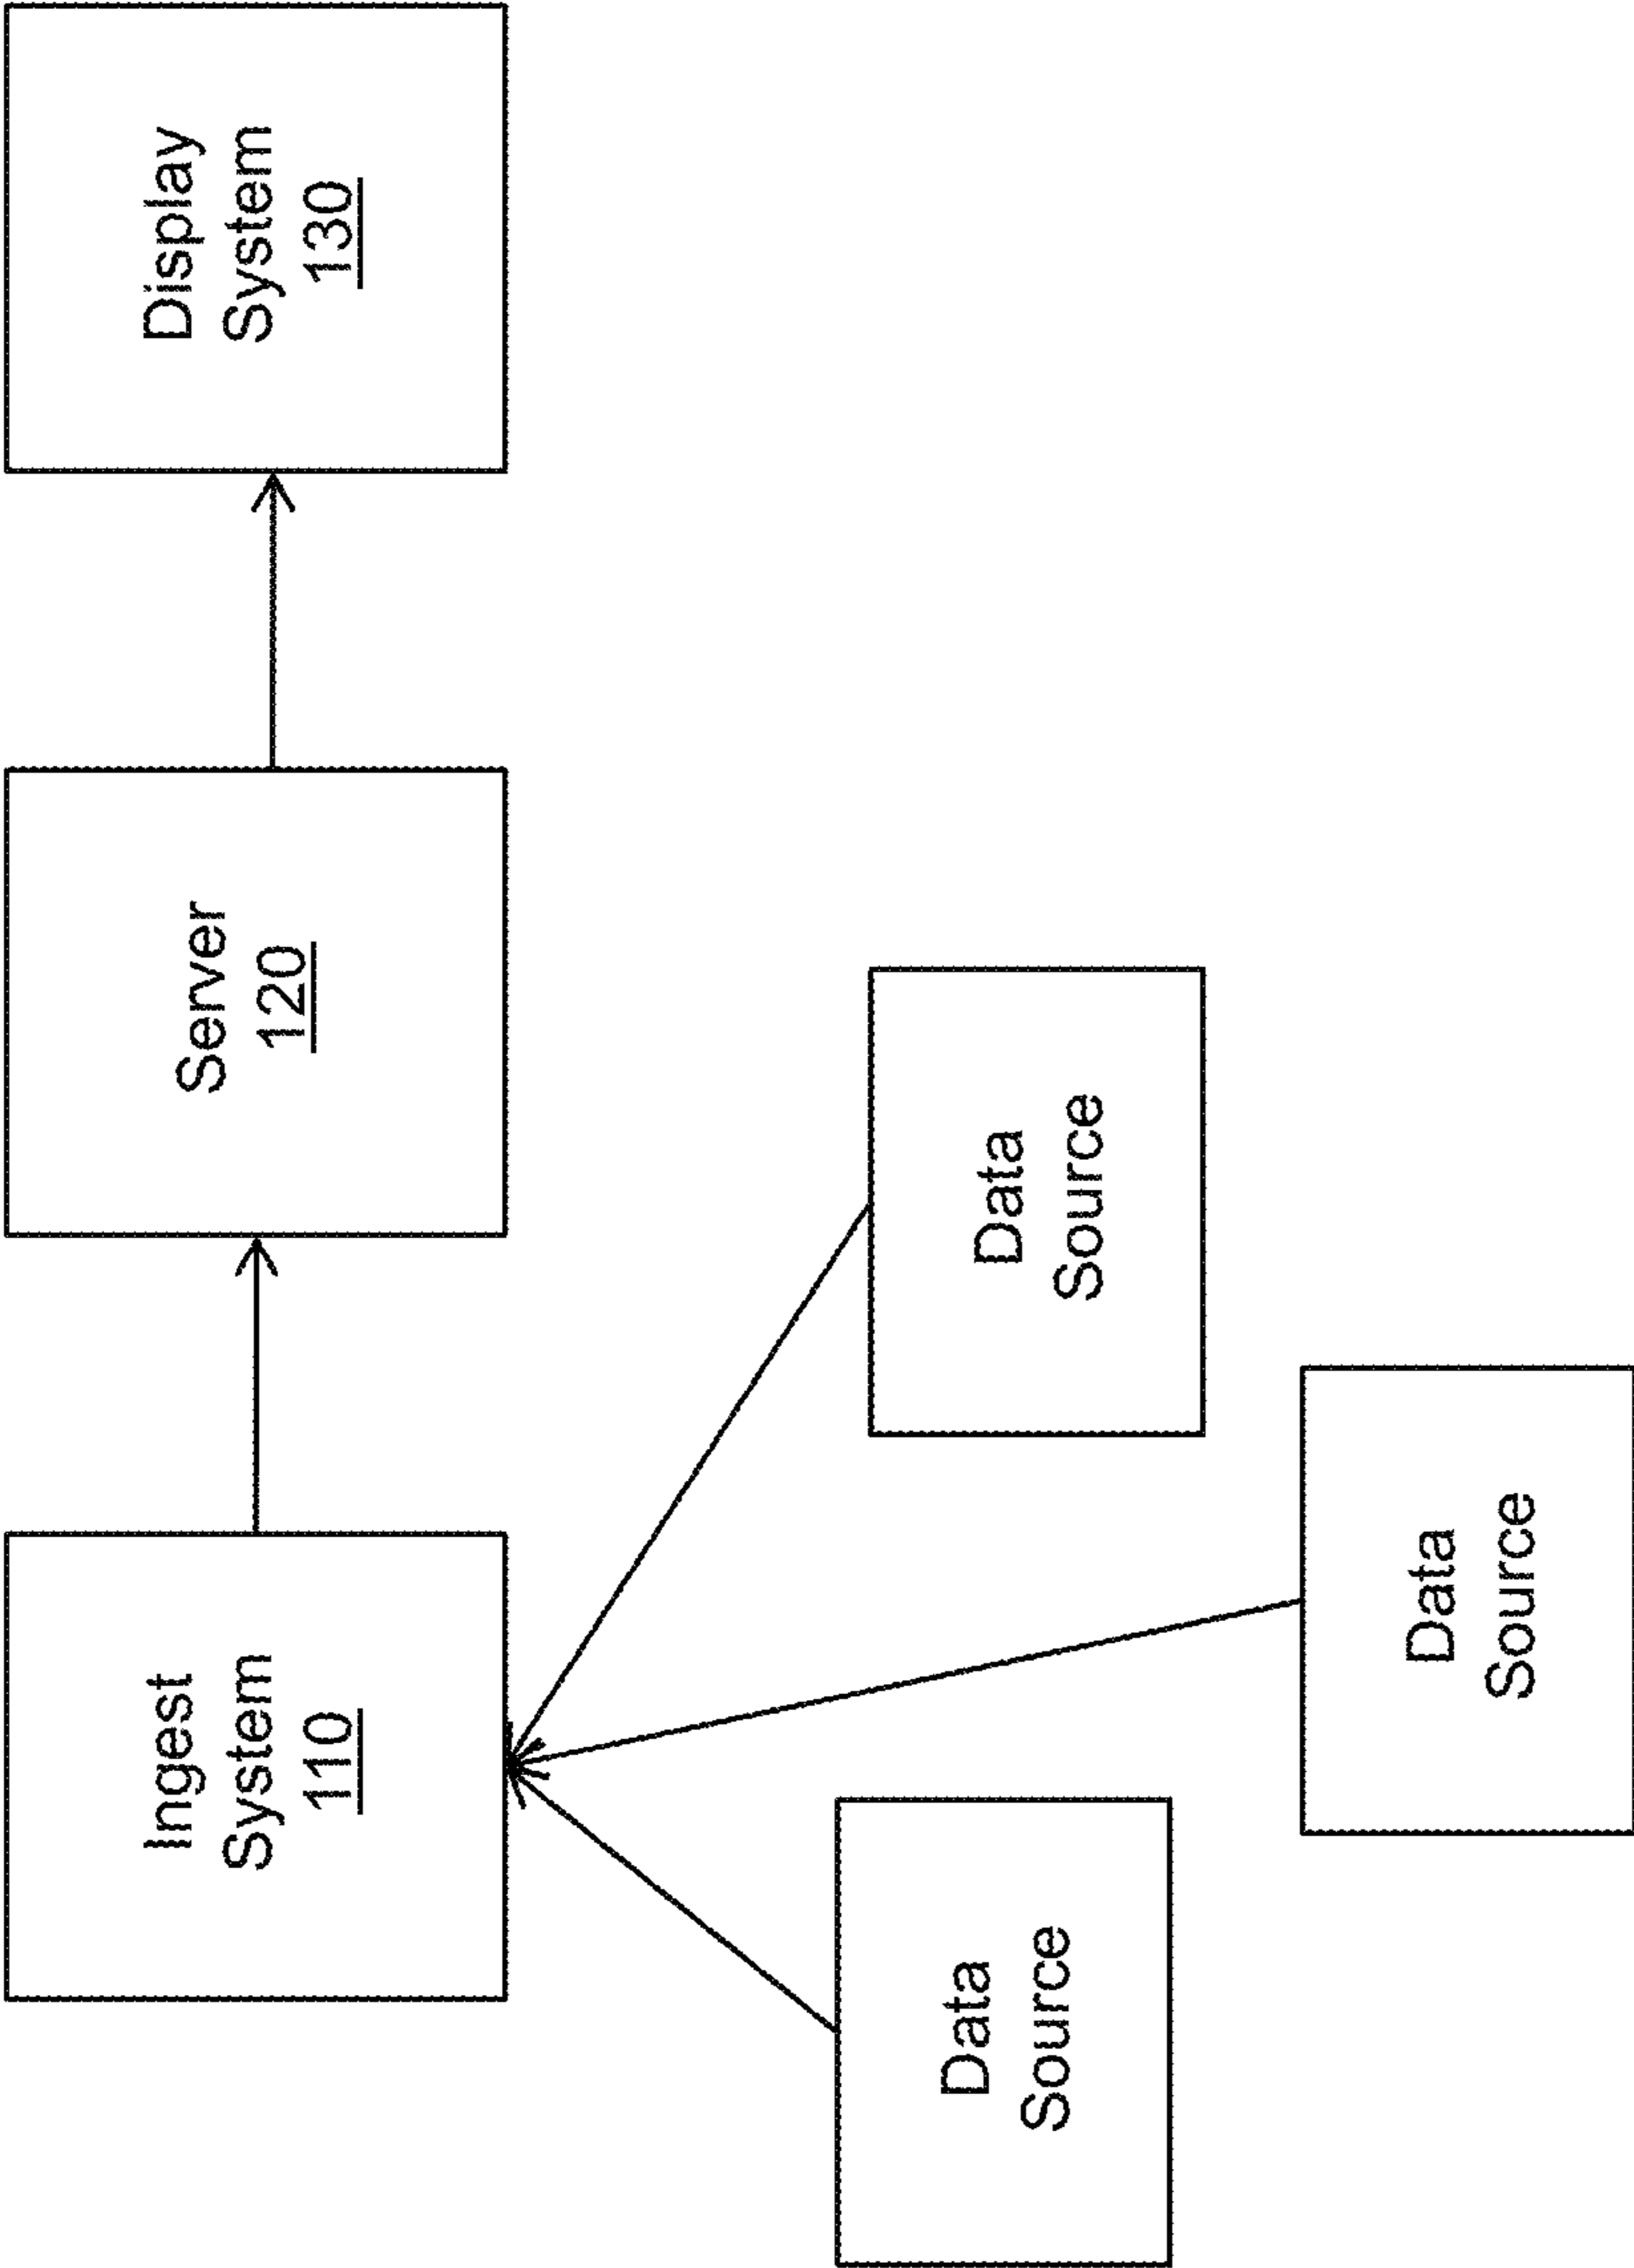 Ingest
System
110
Server
120
Display
System
130
Data
Source
Data
Source
Data
Source